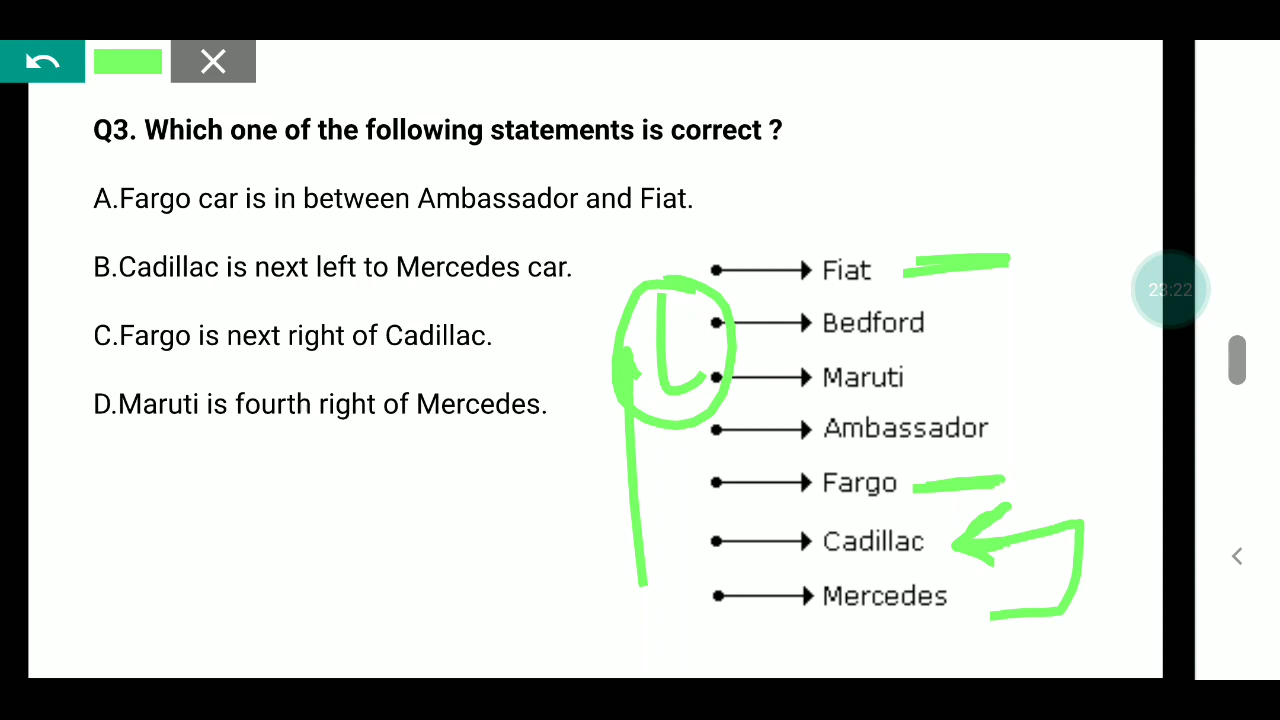 Q3. Which one of the following statements is correct ?
A.Fargo car is in between Ambassador and Fiat.
B.Cadillac is next left to Mercedes car.
C.Fargo is next right of Cadillac.
D.Maruti is fourth right of Mercedes.
Fiat
Bedford
Maruti
Ambassador
Fargo
Cadillac
Mercedes
L
23:22